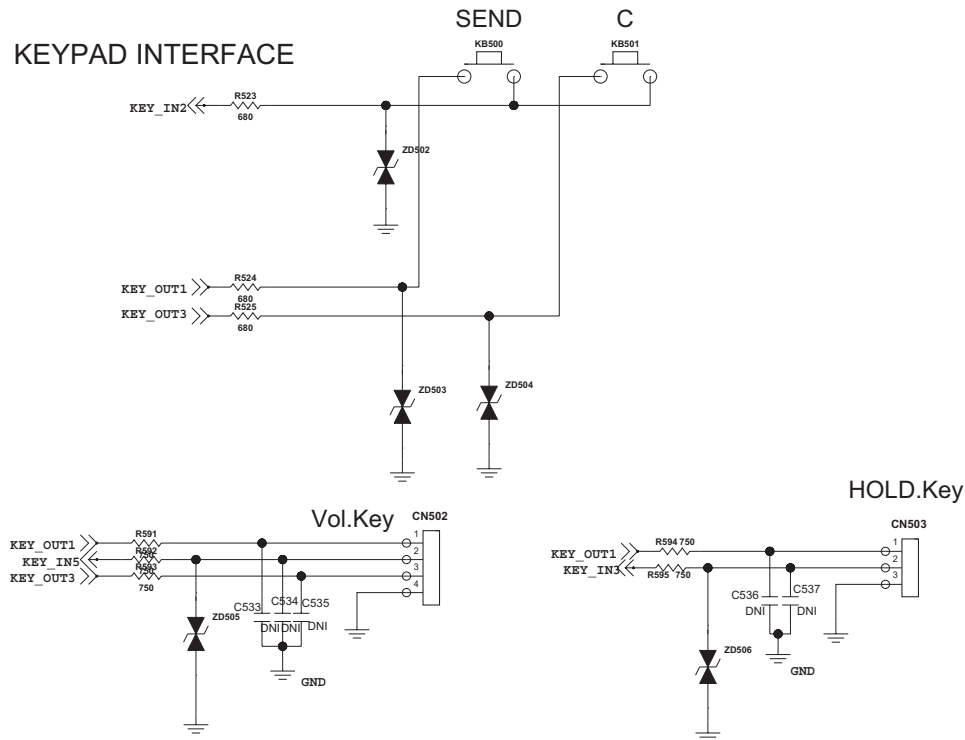 SEND
C
KEYPAD INTERFACE
KB500
KB501
KEY_IN2
R523
680
ZD502
KEY_OUT1
R524
680
KEY_OUT3
R525
680
ZD503
ZD504
Vol.Key
CN502
KEY_OUT1
R591
1
KEY_IN5
R592
750
2
KEY_OUT3
R593
750
3
4
C533
C534
C535
DNI
DNI
DNI
ZD505
GND
HOLD.Key
CN503
KEY_OUT1
R594 750
1
KEY_IN3
R595 750
2
3
C536
C537
DNI
DNI
ZD506
GND